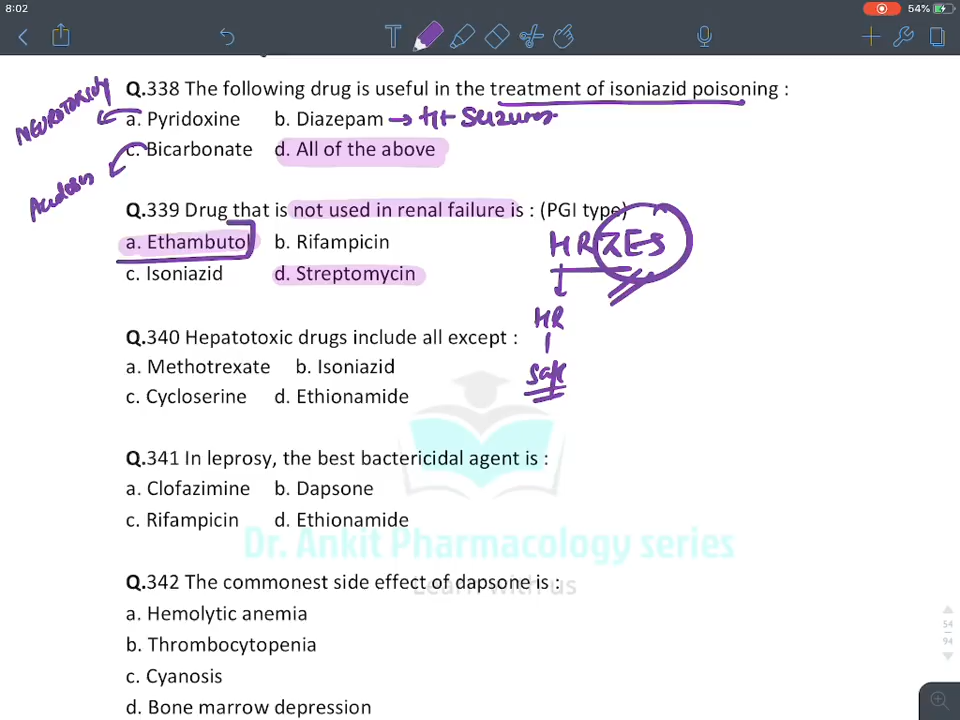 8:02
54%
Q.338 The following drug is useful in the treatment of isoniazid poisoning :
NEUROTOXICITY
a. Pyridoxine b. Diazepam → t/t Seizures
c. Bicarbonate d. All of the above
Acidosis
Q.339 Drug that is not used in renal failure is : (PGI type)
a. Ethambutol b. Rifampicin
HRZES
c. Isoniazid d. Streptomycin
HR
Q.340 Hepatotoxic drugs include all except :
a. Methotrexate b. Isoniazid
Safe
c. Cycloserine d. Ethionamide
Q.341 In leprosy, the best bactericidal agent is :
a. Clofazimine b. Dapsone
c. Rifampicin d. Ethionamide
Dr. Ankit Pharmacology series
Learn with us
Q.342 The commonest side effect of dapsone is :
a. Hemolytic anemia
b. Thrombocytopenia
c. Cyanosis
d. Bone marrow depression
54
94